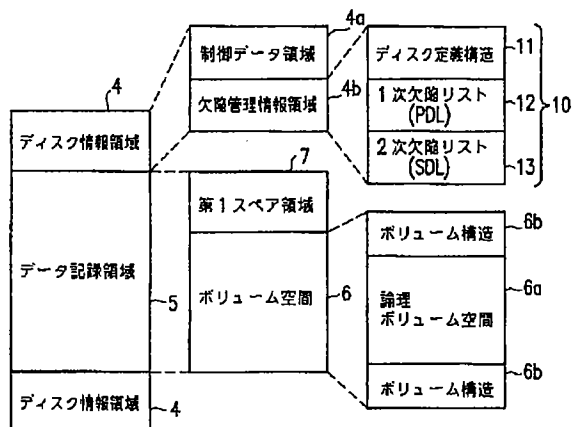 4
ディスク情報領域
データ記録領域
5
ディスク情報領域
4
4a
制御データ領域
欠陥管理情報領域
4b
7
第1スペア領域
ボリューム空間
6
ディスク定義構造
11
1次欠陥リスト
(PDL)
12
2次欠陥リスト
(SDL)
13
10
ボリューム構造
6b
論理
ボリューム空間
6a
ボリューム構造
6b